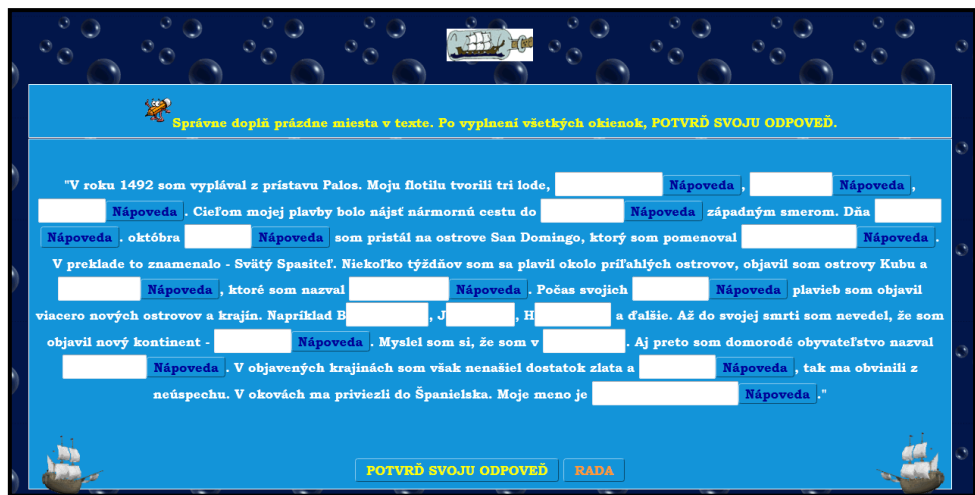 Správne doplň prázdne miesta v texte. Po vyplnení všetkých okienok, POTVRĎ SVOJU ODPOVEĎ.
"V roku 1492 som vyplával z prístavu Palos. Moju flotilu tvorili tri lode, Nápoveda , Nápoveda ,
Nápoveda . Cieľom mojej plavby bolo nájsť nármornú cestu do Nápoveda západným smerom. Dňa
Nápoveda . októbra Nápoveda som pristál na ostrove San Domingo, ktorý som pomenoval Nápoveda .
V preklade to znamenalo - Svätý Spasiteľ. Niekoľko týždňov som sa plavil okolo priľahlých ostrovov, objavil som ostrovy Kubu a
Nápoveda , ktoré som nazval Nápoveda . Počas svojich Nápoveda plavieb som objavil
viacero nových ostrovov a krajín. Napríklad B , J , H a ďalšie. Až do svojej smrti som nevedel, že som
objavil nový kontinent - Nápoveda . Myslel som si, že som v . Aj preto som domorodé obyvateľstvo nazval
Nápoveda . V objavených krajinách som však nenašiel dostatok zlata a Nápoveda , tak ma obvinili z
neúspechu. V okovách ma priviezli do Španielska. Moje meno je Nápoveda ."
POTVRĎ SVOJU ODPOVEĎ RADA